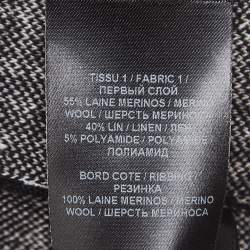 TISSU 1 / FABRIC 1 /
ПЕРВЫЙ СЛОЙ
55% LAINE MERINOS / MERINO
WOOL / ШЕРСТЬ МЕРИНОСА
40% LIN / LINEN / ЛЕН
5% POLYAMIDE / POLYAMIDE /
ПОЛИАМИД
BORD COTE / RIBBING /
РЕЗИНКА
100% LAINE MERINOS / MERINO
WOOL / ШЕРСТЬ МЕРИНОСА